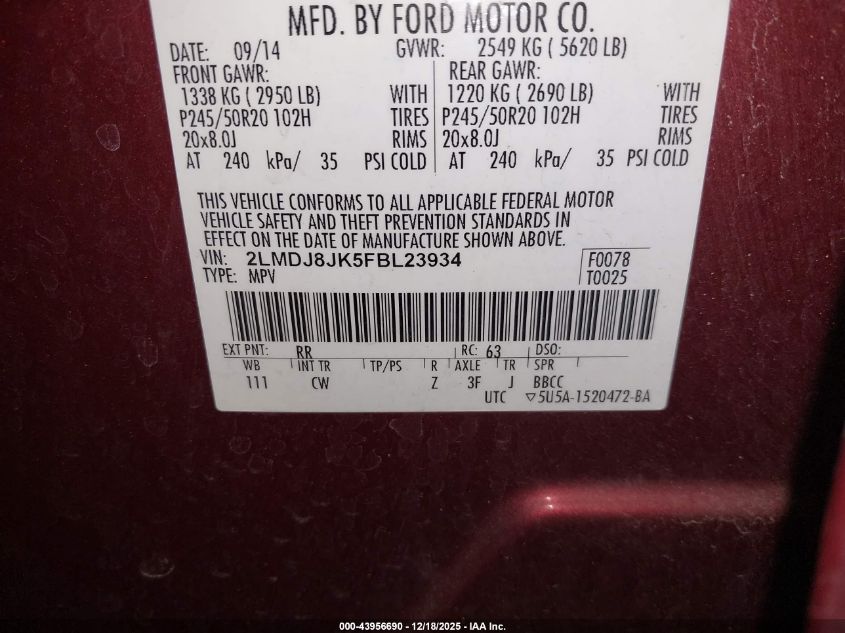 MFD. BY FORD MOTOR CO.
DATE: 09/14 GVWR: 2549 KG ( 5620 LB)
FRONT GAWR: REAR GAWR:
1338 KG ( 2950 LB) WITH 1220 KG ( 2690 LB) WITH
P245/50R20 102H TIRES P245/50R20 102H TIRES
20x8.0J RIMS 20x8.0J RIMS
AT 240 kPa/ 35 PSI COLD AT 240 kPa/ 35 PSI COLD
THIS VEHICLE CONFORMS TO ALL APPLICABLE FEDERAL MOTOR
VEHICLE SAFETY AND THEFT PREVENTION STANDARDS IN
EFFECT ON THE DATE OF MANUFACTURE SHOWN ABOVE.
VIN: 2LMDJ8JK5FBL23934 F0078
TYPE: MPV T0025
EXT PNT: RR RC: 63 DSO:
WB INT TR TP/PS R AXLE TR SPR
111 CW Z 3F J BBCC
UTC ▽5U5A-1520472-BA
000-43956690 - 12/18/2025 - IAA Inc.